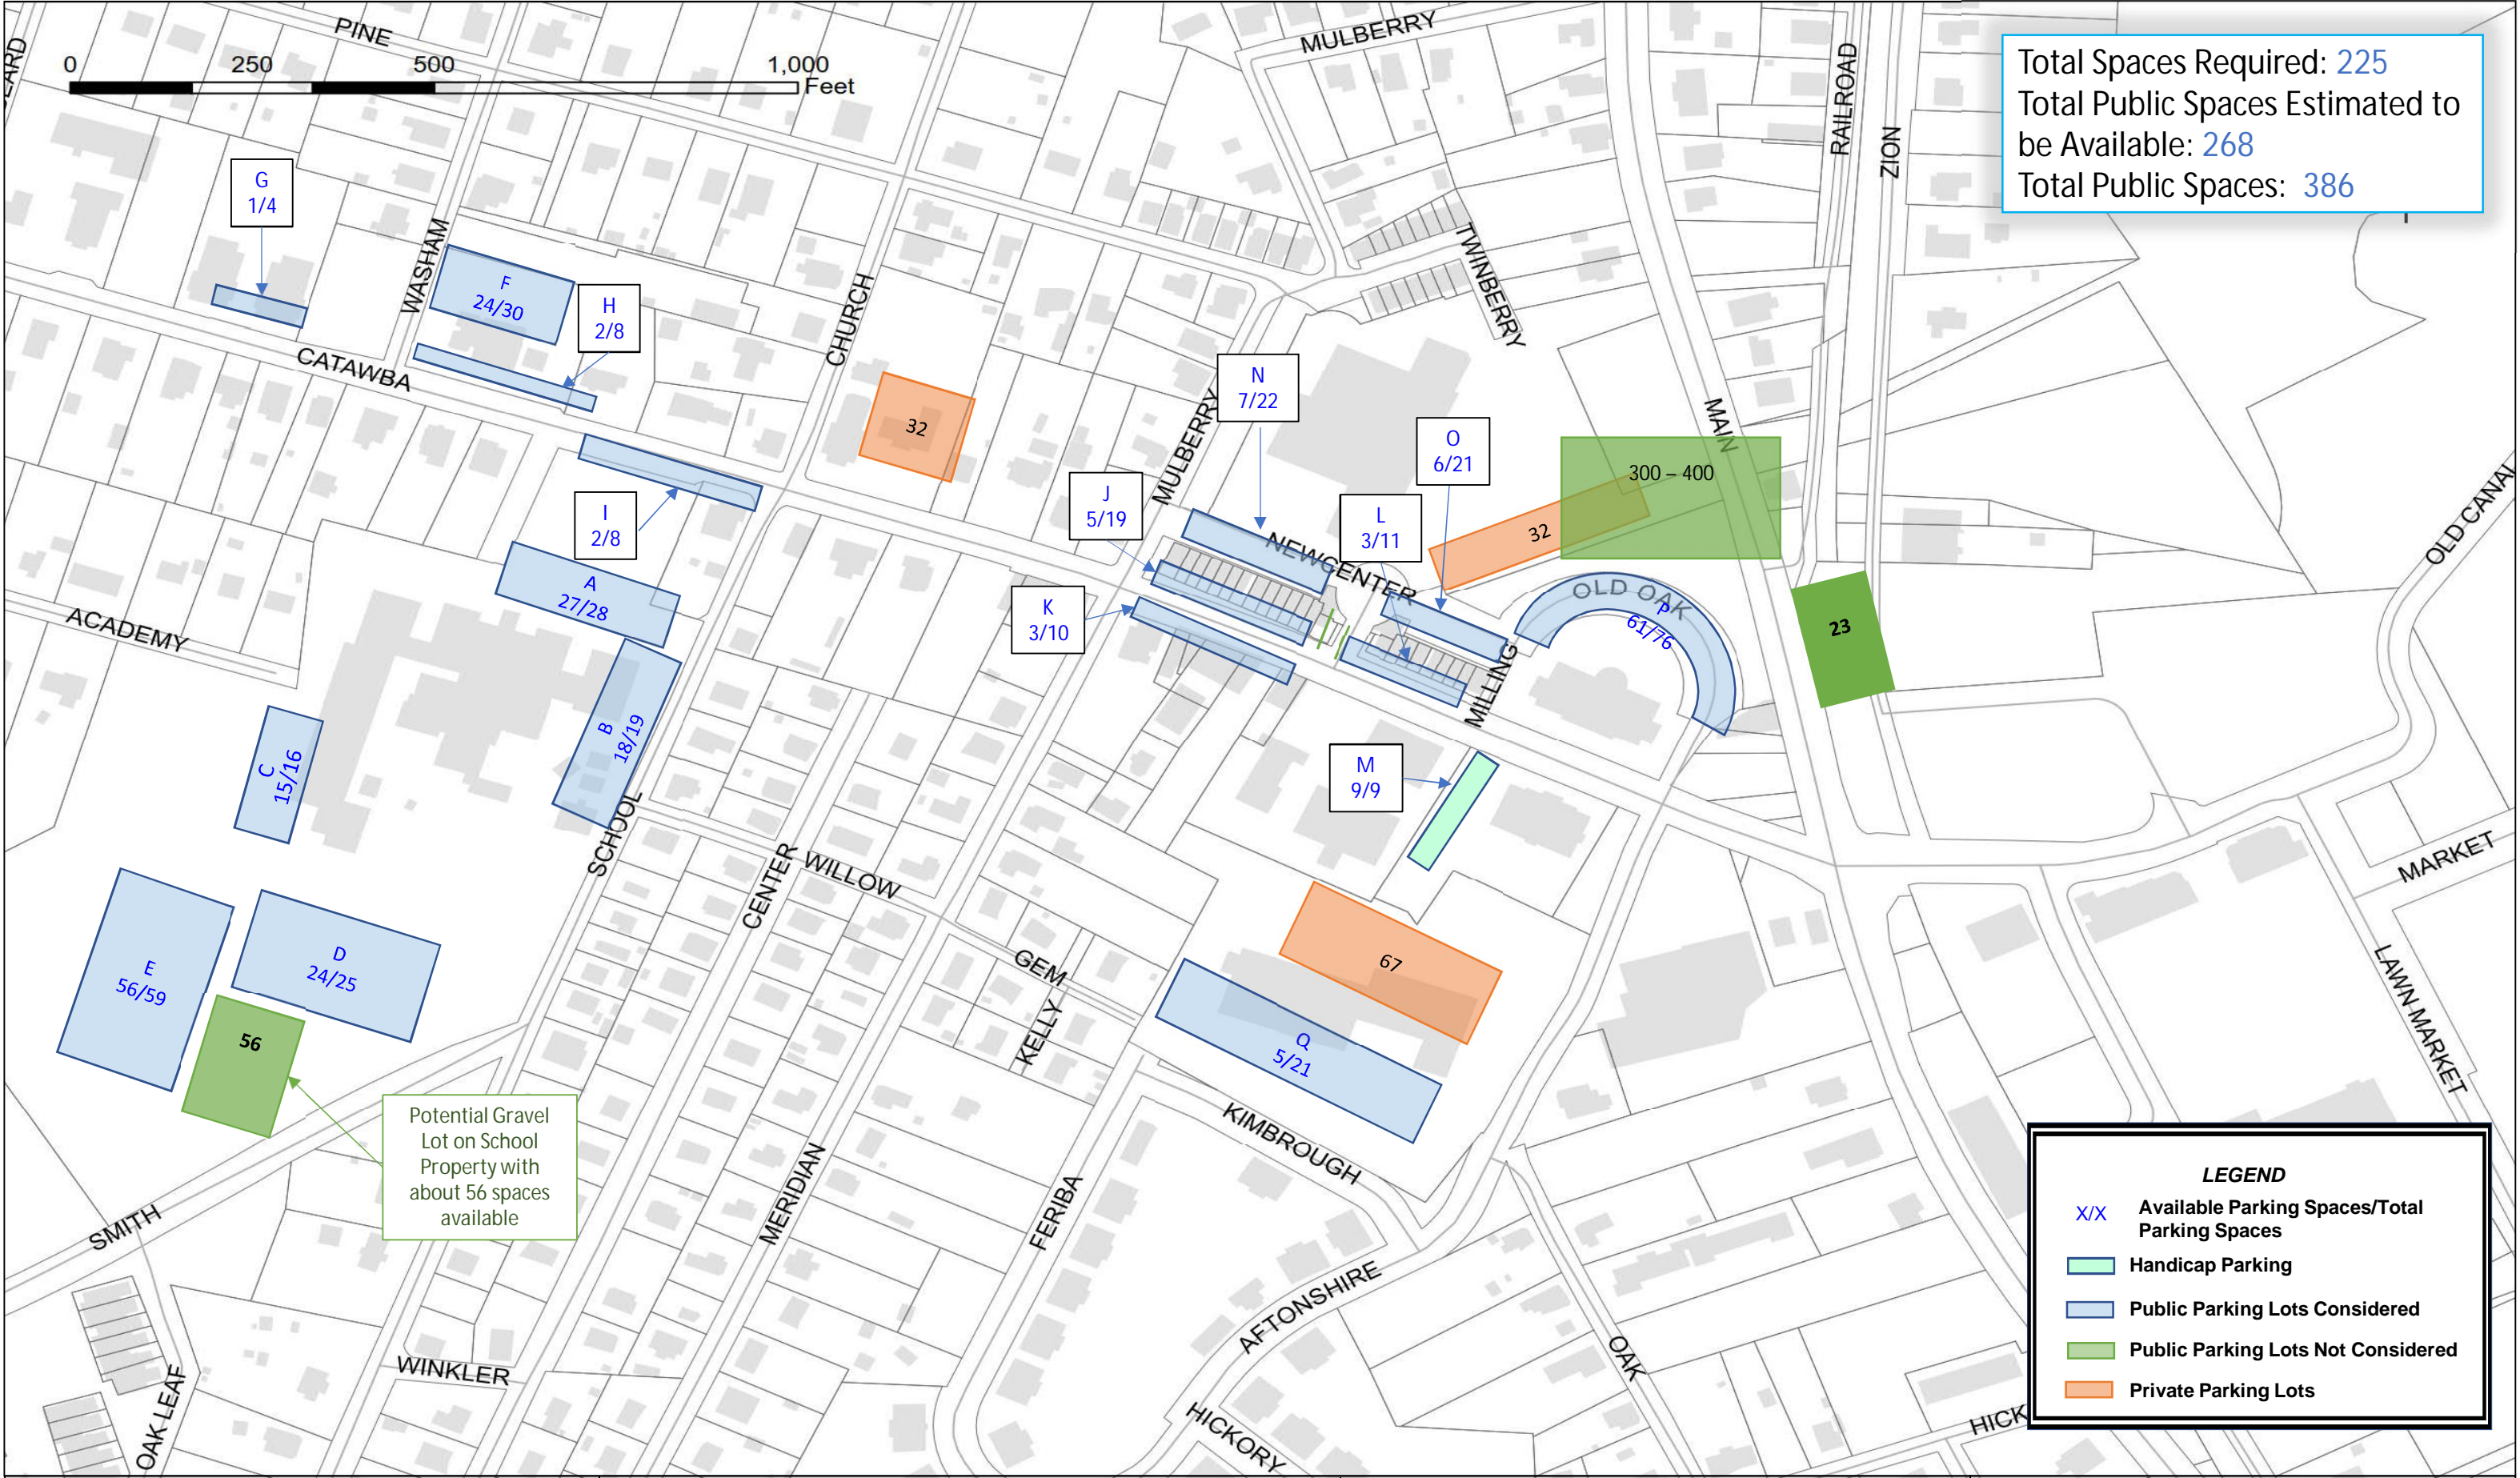 PINE
MULBERRY
0 250 500 1,000
Feet
RAILROAD
ZION
Total Spaces Required: 225
Total Public Spaces Estimated to
be Available: 268
Total Public Spaces: 386
G
1/4
WASHAM
F
24/30
H
2/8
CHURCH
TWINBERRY
CATAWBA
32
MULBERRY
N
7/22
MAIN
O
6/21
300 – 400
I
2/8
J
5/19
L
3/11
32
NEWCENTER
OLD OAK
P
61/76
OLD CANAL
A
27/28
K
3/10
ACADEMY
23
MILLING
B
18/19
C
15/16
M
9/9
SCHOOL
CENTER
WILLOW
MARKET
E
56/59
D
24/25
GEM
KELLY
67
Q
5/21
LAWN MARKET
56
Potential Gravel
Lot on School
Property with
about 56 spaces
available
KIMBROUGH
SMITH
MERIDIAN
FERIBA
AFTONSHIRE
OAK
WINKLER
OAK LEAF
HICKORY
HICK
LEGEND
X/X Available Parking Spaces/Total
Parking Spaces
Handicap Parking
Public Parking Lots Considered
Public Parking Lots Not Considered
Private Parking Lots